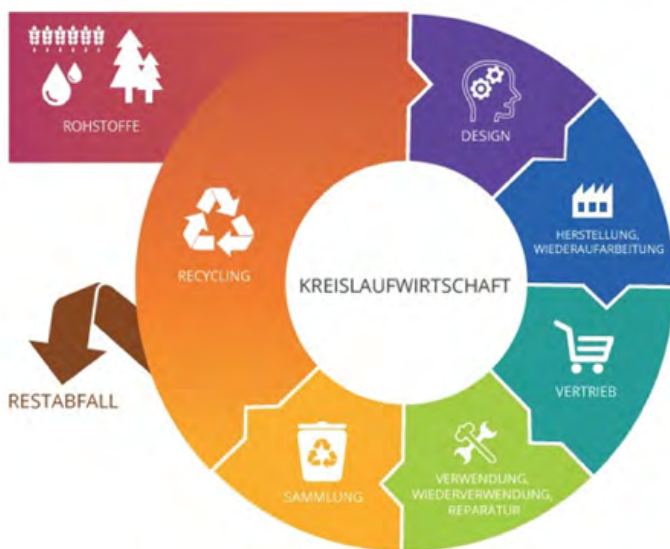 ROHSTOFFE
DESIGN
HERSTELLUNG,
WIEDERAUFARBEITUNG
RECYCLING
KREISLAUFWIRTSCHAFT
VERTRIEB
RESTABFALL
SAMMLUNG
VERWENDUNG,
WIEDERVERWENDUNG,
REPARATUR